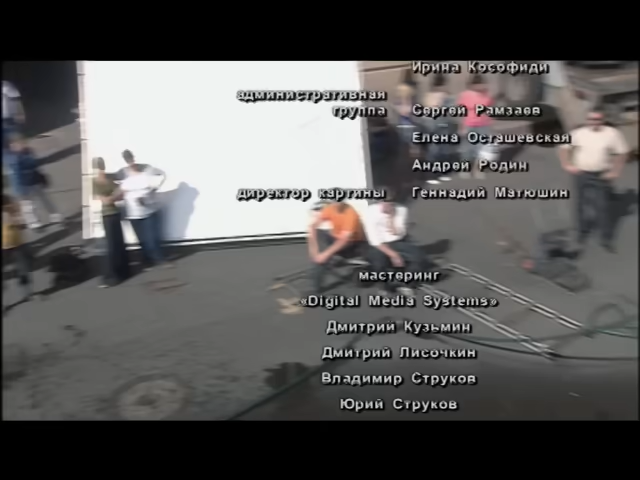 Ирина Кософиди
административная
группа
Сергей Рамзаев
Елена Осташевская
Андрей Родин
директор картины Геннадий Матюшин
мастеринг
«Digital Media Systems»
Дмитрий Кузьмин
Дмитрий Лисочкин
Владимир Струков
Юрий Струков